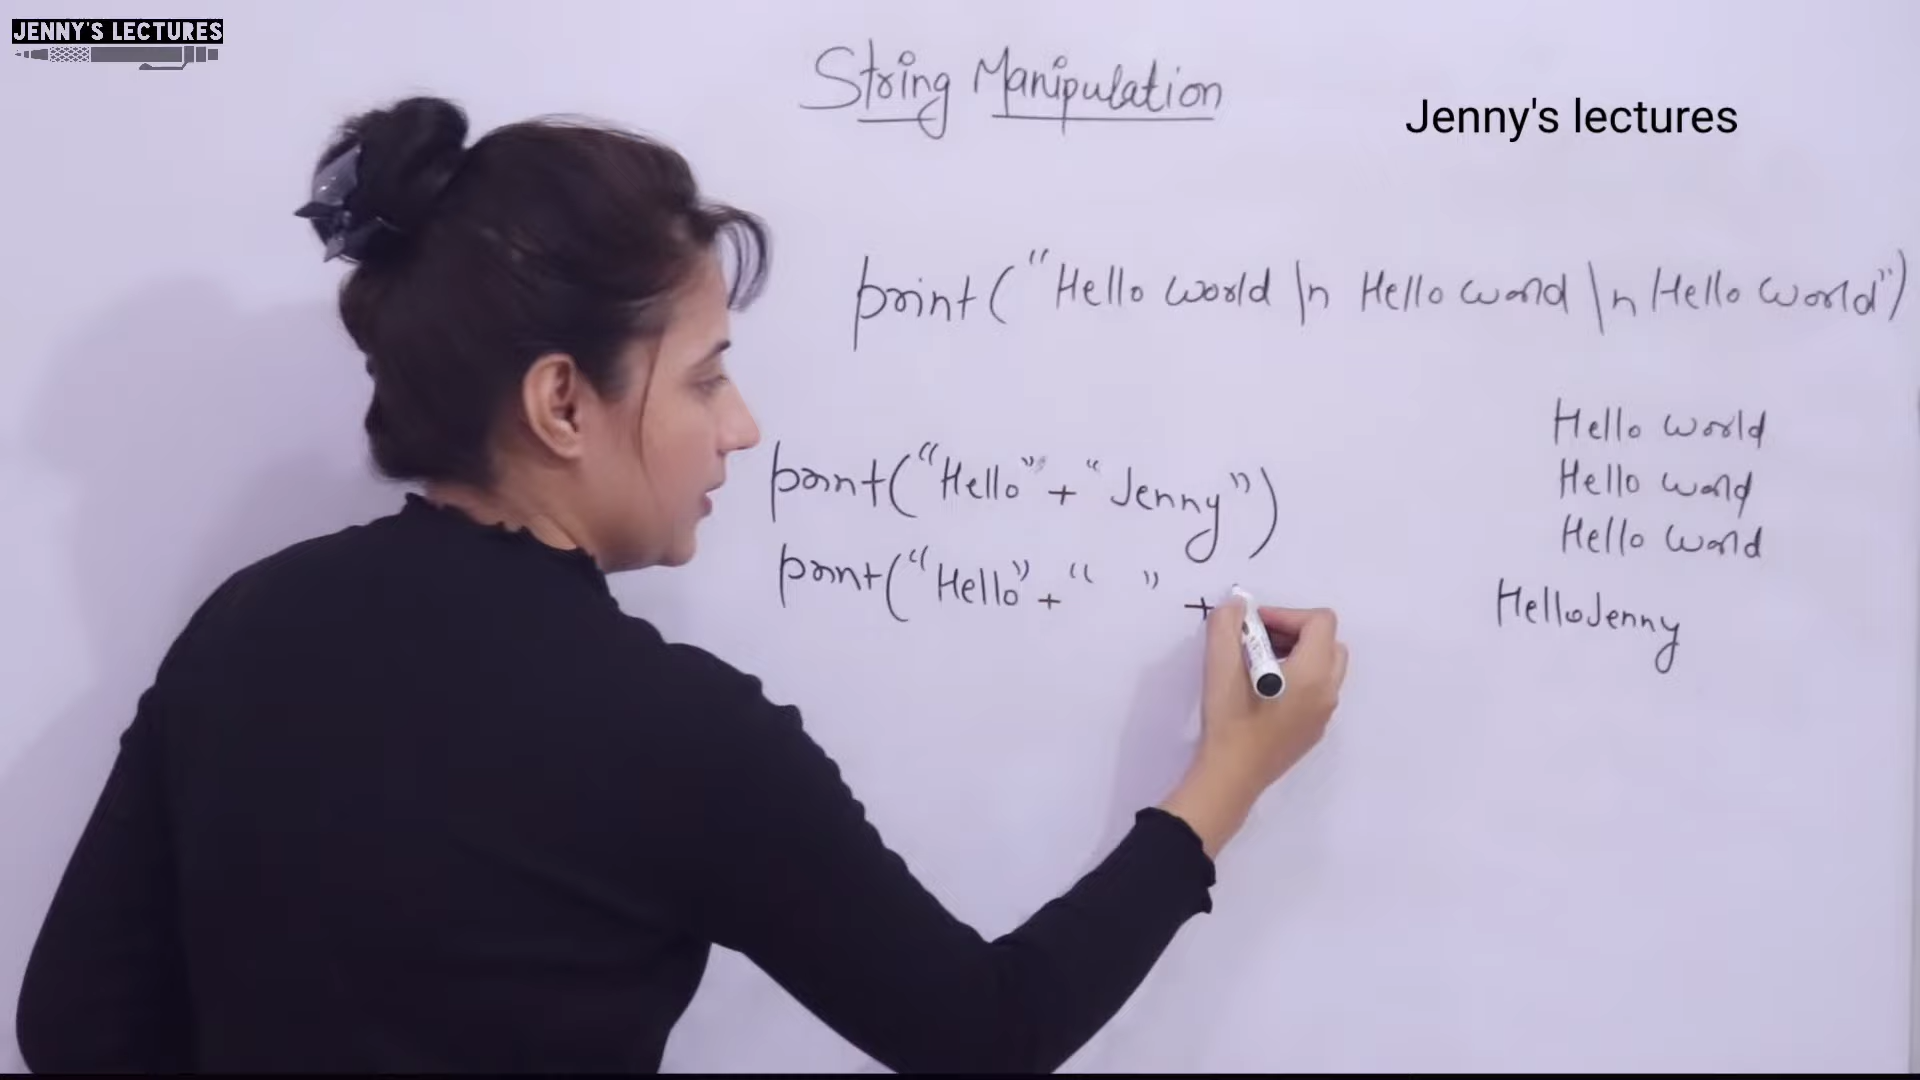 JENNY'S LECTURES
String Manipulation
Jenny's lectures
print("Hello world \n Hello world \n Hello world")
Hello world
Hello world
Hello world
print("Hello" + "Jenny")
print("Hello" + " " +
HelloJenny